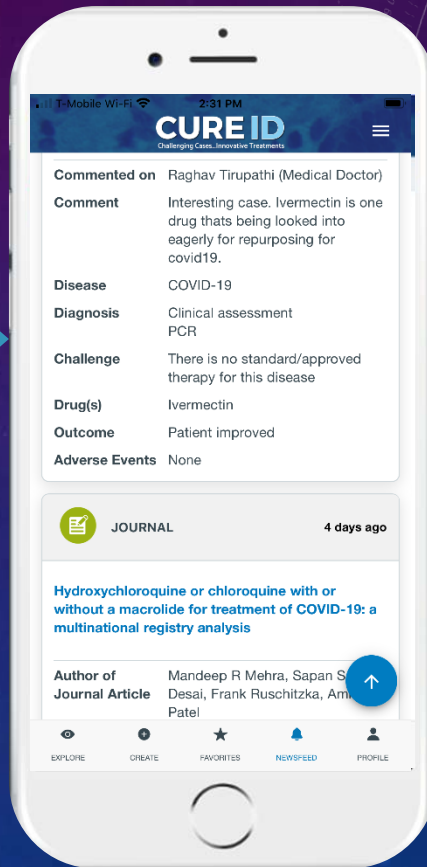 T-Mobile Wi-Fi 2:31 PM
CURE ID
Challenging Cases...Innovative Treatments
Commented on Raghav Tirupathi (Medical Doctor)
Comment Interesting case. Ivermectin is one
drug thats being looked into
eagerly for repurposing for
covid19.
Disease COVID-19
Diagnosis Clinical assessment
PCR
Challenge There is no standard/approved
therapy for this disease
Drug(s) Ivermectin
Outcome Patient improved
Adverse Events None
JOURNAL 4 days ago
Hydroxychloroquine or chloroquine with or
without a macrolide for treatment of COVID-19: a
multinational registry analysis
Author of Mandeep R Mehra, Sapan S
Journal Article Desai, Frank Ruschitzka, Am
Patel
EXPLORE CREATE FAVORITES NEWSFEED PROFILE